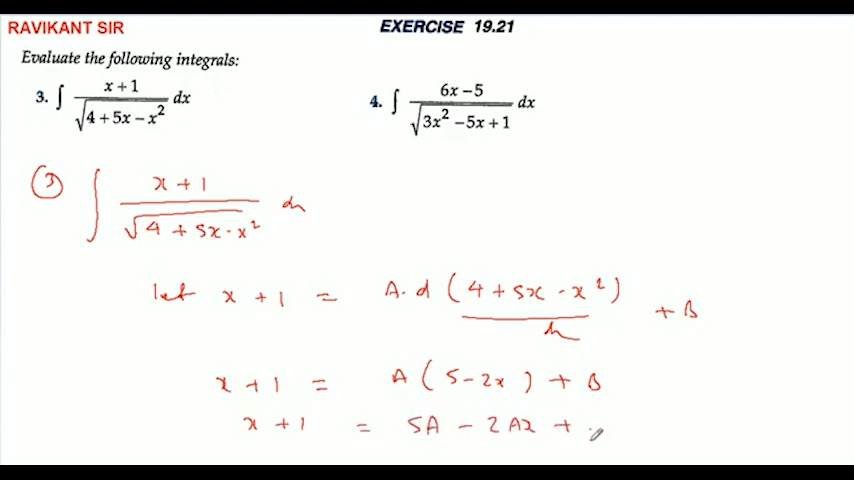 RAVIKANT SIR
EXERCISE 19.21
Evaluate the following integrals:
3. ∫ x+1 / √(4+5x−x²) dx
4. ∫ 6x−5 / √(3x²−5x+1) dx
③ ∫ x+1 / √(4+5x−x²) dx
let x+1 = A.d(4+5x−x²)/dx + B
x+1 = A(5−2x) + B
x+1 = 5A − 2Ax +